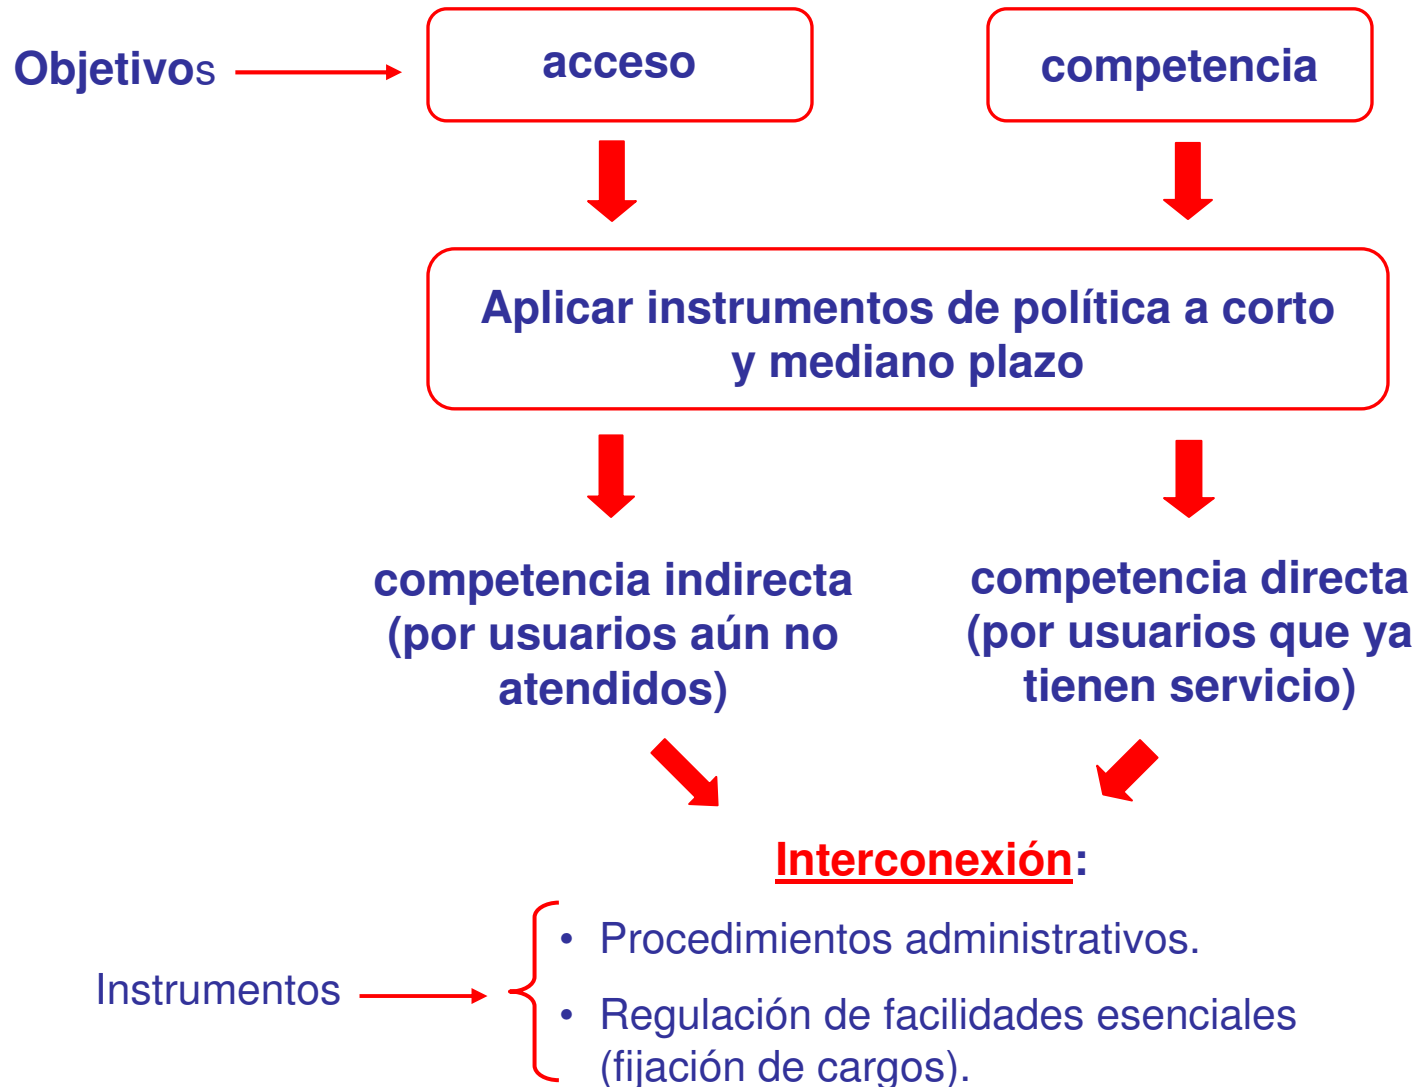 Objetivos
acceso
competencia
Aplicar instrumentos de política a corto
y mediano plazo
competencia indirecta
(por usuarios aún no
atendidos)
competencia directa
(por usuarios que ya
tienen servicio)
Interconexión:
Instrumentos
• Procedimientos administrativos.
• Regulación de facilidades esenciales
(fijación de cargos).